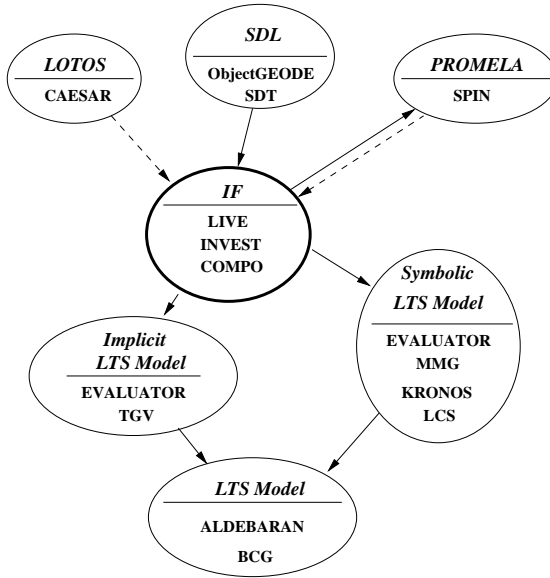 LOTOS
CAESAR
SDL
ObjectGEODE
SDT
PROMELA
SPIN
IF
LIVE
INVEST
COMPO
Implicit
LTS Model
EVALUATOR
TGV
Symbolic
LTS Model
EVALUATOR
MMG
KRONOS
LCS
LTS Model
ALDEBARAN
BCG